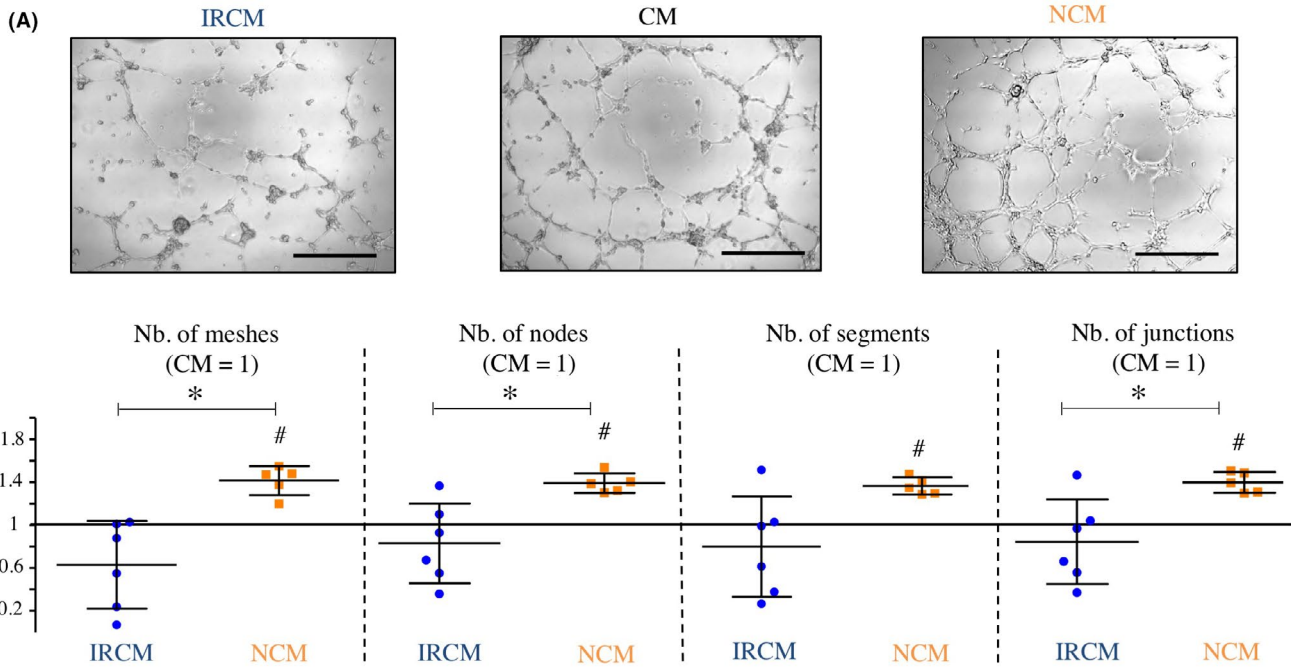 (A)
IRCM CM NCM
Nb. of meshes Nb. of nodes Nb. of segments Nb. of junctions
(CM = 1) (CM = 1) (CM = 1) (CM = 1)
* * *
# # # #
1.8
1.4
1
0.6
0.2
IRCM NCM IRCM NCM IRCM NCM IRCM NCM